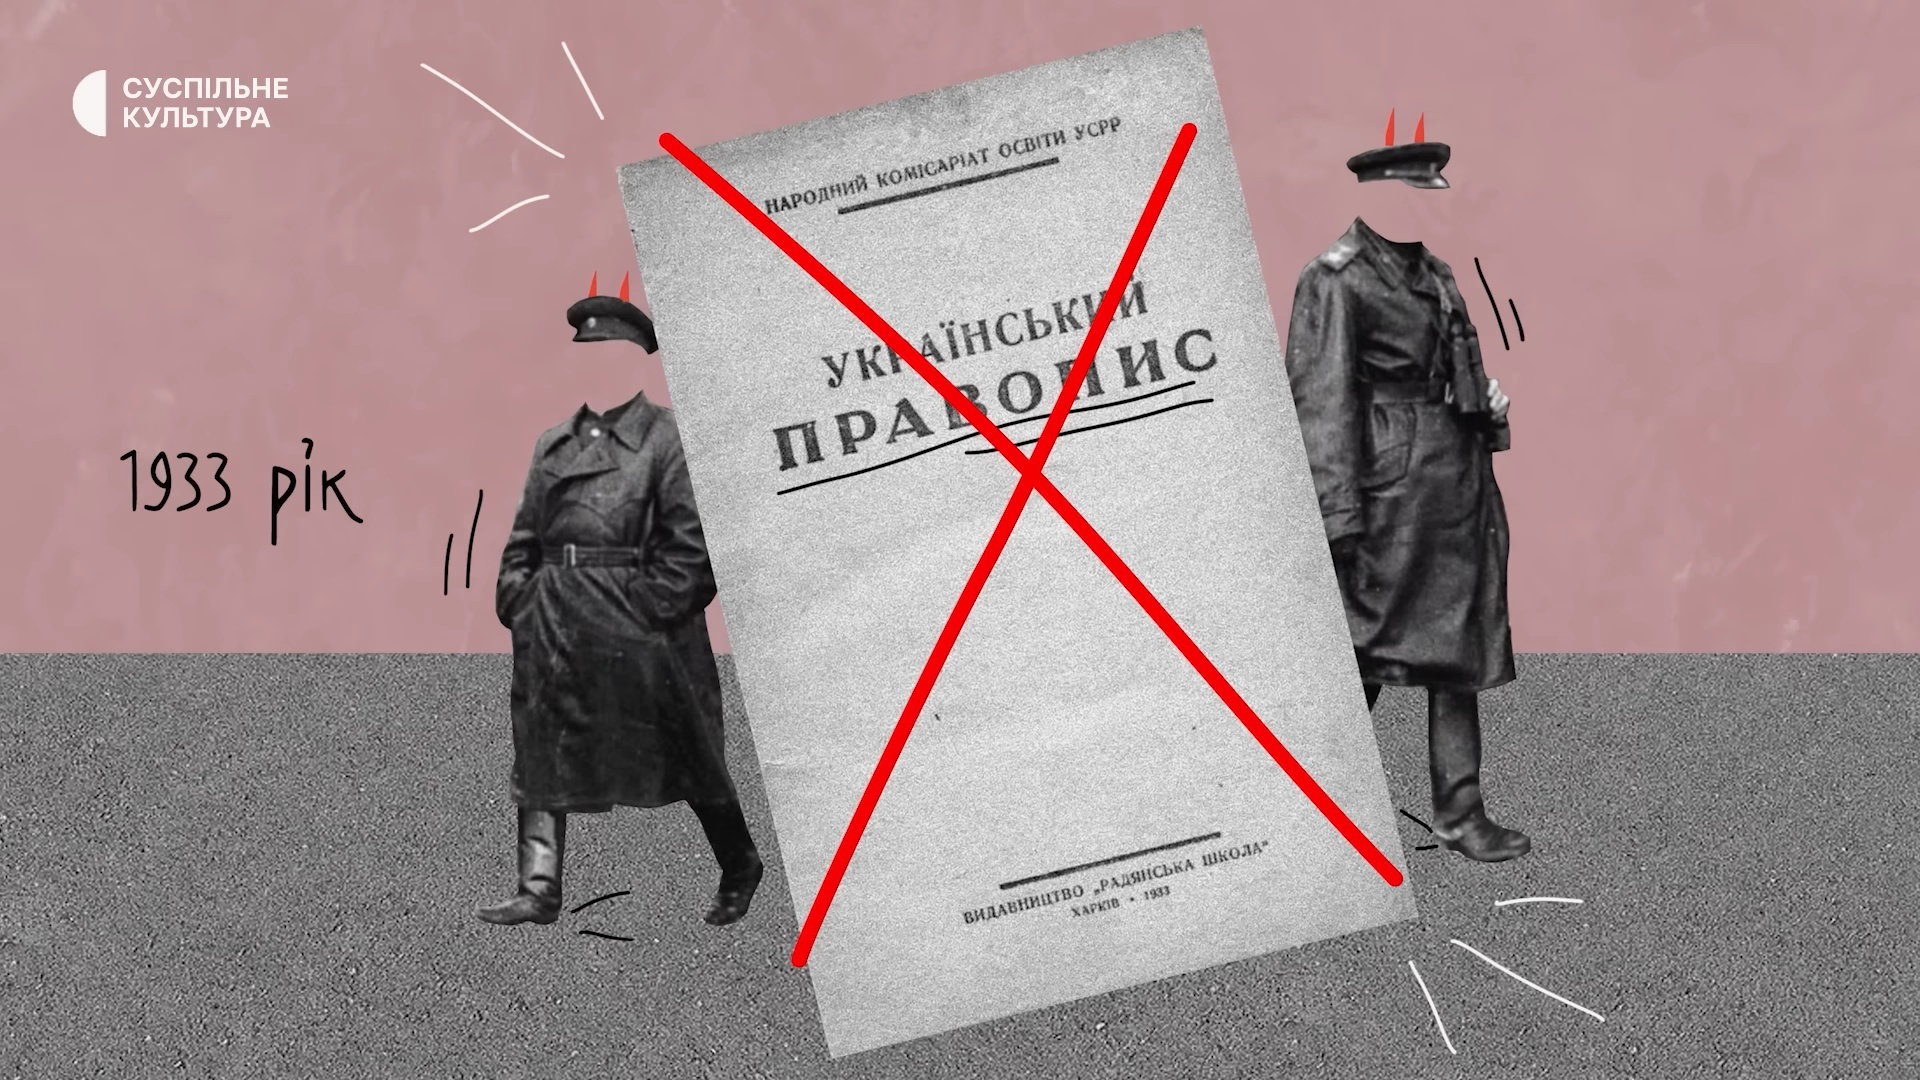 СУСПІЛЬНЕ
КУЛЬТУРА
НАРОДНИЙ КОМІСАРІАТ ОСВІТИ УСРР
УКРАЇНСЬКИЙ
ПРАВОПИС
1933 рік
ВИДАВНИЦТВО „РАДЯНСЬКА ШКОЛА"
ХАРКІВ • 1933